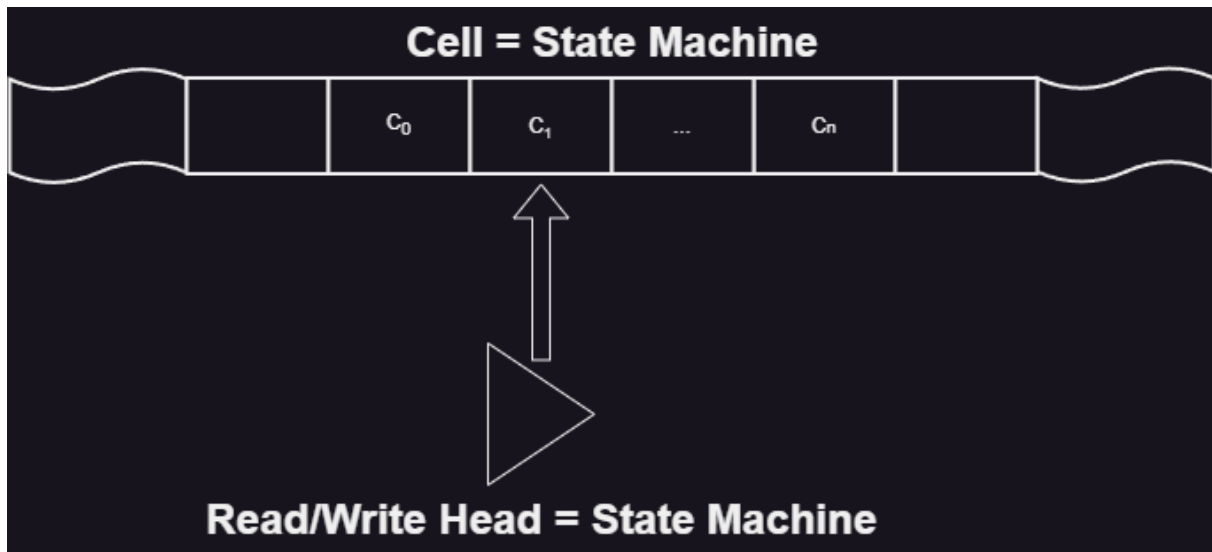 Cell = State Machine
C₀ C₁ ... Cn
Read/Write Head = State Machine